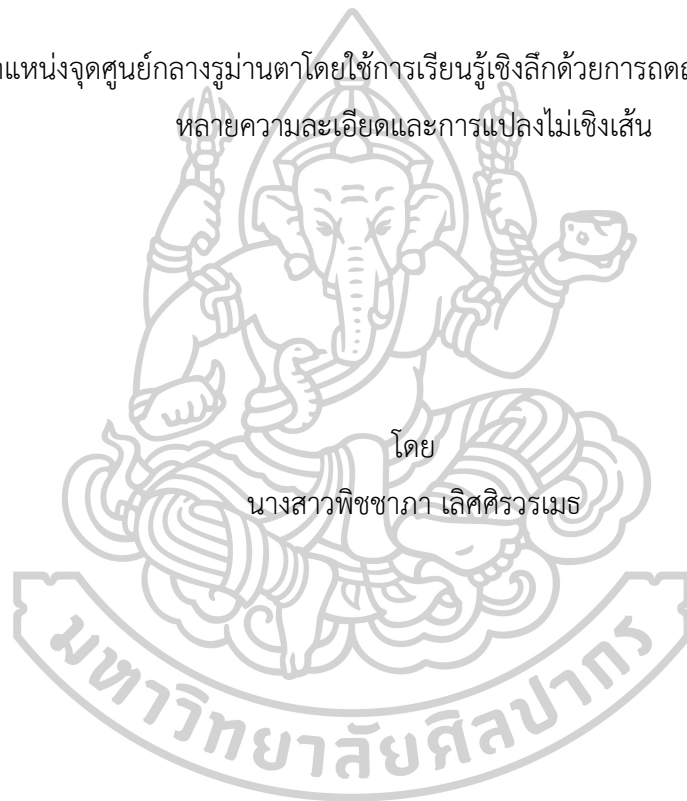 แหน่งจุดศูนย์กลางรูม่านตาโดยใช้การเรียนรู้เชิงลึกด้วยการถดถ
หลายความละเอียดและการแปลงไม่เชิงเส้น
โดย
นางสาวพิชชาภา เลิศศิรวรเมธ
มหาวิทยาลัยศิลปากร